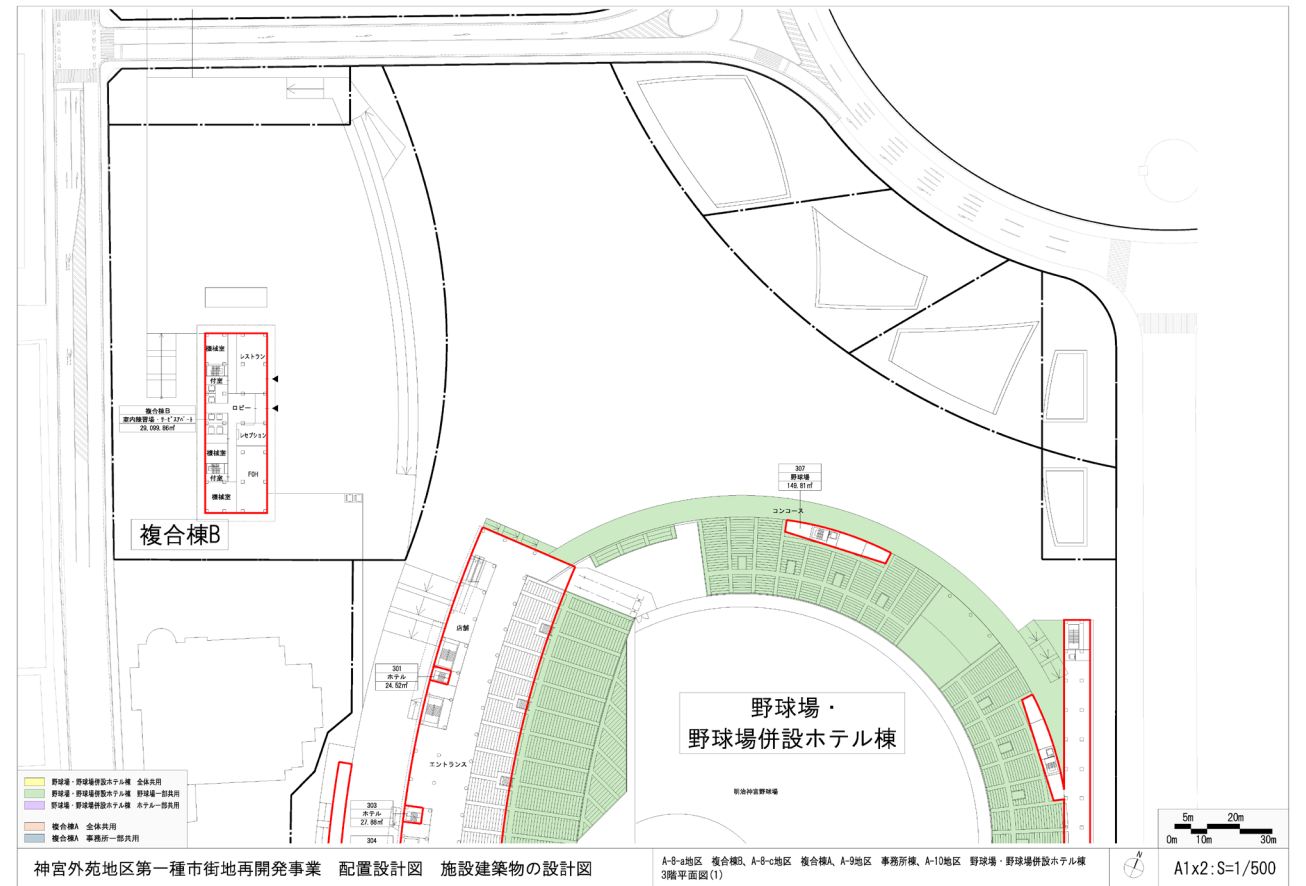 機械室
レストラン
付室
ロビー
レセプション
機械室
付室
FOH
機械室
複合棟B
室内練習場・サービスアパート
29,099.86㎡
複合棟B
307
野球場
149.81㎡
コンコース
店舗
301
ホテル
24.52㎡
エントランス
303
ホテル
27.88㎡
304
野球場・
野球場併設ホテル棟
明治神宮野球場
野球場・野球場併設ホテル棟 全体共用
野球場・野球場併設ホテル棟 野球場一部共用
野球場・野球場併設ホテル棟 ホテル一部共用
複合棟A 全体共用
複合棟A 事務所一部共用
5m 20m
0m 10m 30m
神宮外苑地区第一種市街地再開発事業 配置設計図 施設建築物の設計図
A-8-a地区 複合棟B、A-8-c地区 複合棟A、A-9地区 事務所棟、A-10地区 野球場・野球場併設ホテル棟
3階平面図(1)
N
A1x2:S=1/500